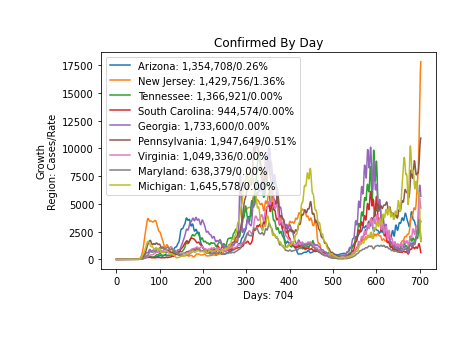 Confirmed By Day
Growth
Region: Cases/Rate
17500
15000
12500
10000
7500
5000
2500
0
Arizona: 1,354,708/0.26%
New Jersey: 1,429,756/1.36%
Tennessee: 1,366,921/0.00%
South Carolina: 944,574/0.00%
Georgia: 1,733,600/0.00%
Pennsylvania: 1,947,649/0.51%
Virginia: 1,049,336/0.00%
Maryland: 638,379/0.00%
Michigan: 1,645,578/0.00%
0 100 200 300 400 500 600 700
Days: 704